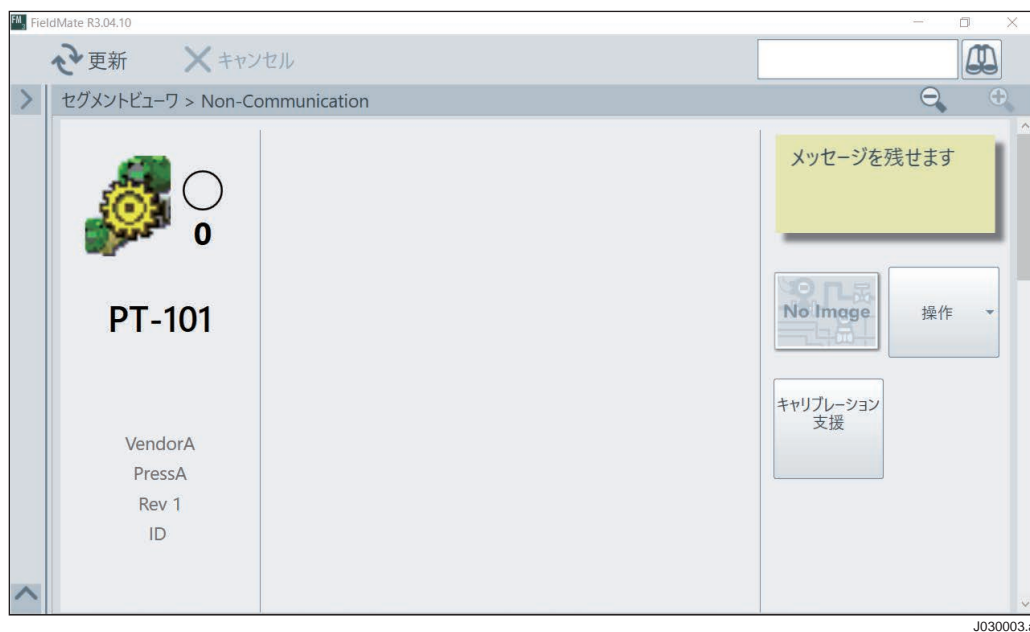 FieldMate R3.04.10
更新
キャンセル
セグメントビューワ > Non-Communication
0
PT-101
VendorA
PressA
Rev 1
ID
メッセージを残せます
No Image
操作
キャリブレーション
支援